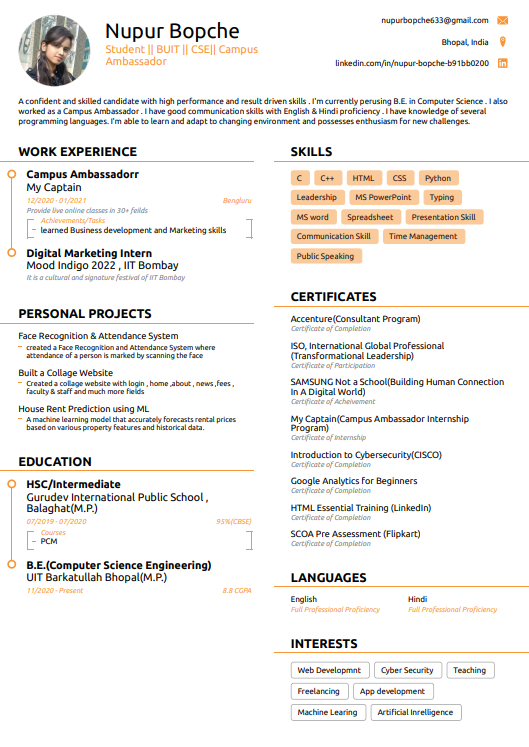 Nupur Bopche
Student || BUIT || CSE|| Campus
Ambassador
nupurbopche633@gmail.com
Bhopal, India
linkedin.com/in/nupur-bopche-b91bb0200
A confident and skilled candidate with high performance and result driven skills . I'm currently perusing B.E. in Computer Science . I also
worked as a Campus Ambassador . I have good communication skills with English & Hindi proficiency . I have knowledge of several
programming languages. I'm able to learn and adapt to changing environment and possesses enthusiasm for new challenges.
WORK EXPERIENCE
Campus Ambassadorr
My Captain
12/2020 - 01/2021 Bengluru
Provide live online classes in 30+ feilds
Achievements/Tasks
– learned Business development and Marketing skills
Digital Marketing Intern
Mood Indigo 2022 , IIT Bombay
It is a cultural and signature festival of IIT Bombay
PERSONAL PROJECTS
Face Recognition & Attendance System
– created a Face Recognition and Attendance System where
attendance of a person is marked by scanning the face
Built a Collage Website
– Created a collage website with login , home ,about , news ,fees ,
faculty & staff and much more fields
House Rent Prediction using ML
– A machine learning model that accurately forecasts rental prices
based on various property features and historical data.
EDUCATION
HSC/Intermediate
Gurudev International Public School ,
Balaghat(M.P.)
07/2019 - 07/2020 95%(CBSE)
Courses
– PCM
B.E.(Computer Science Engineering)
UIT Barkatullah Bhopal(M.P.)
11/2020 - Present 8.8 CGPA
SKILLS
C C++ HTML CSS Python
Leadership MS PowerPoint Typing
MS word Spreadsheet Presentation Skill
Communication Skill Time Management
Public Speaking
CERTIFICATES
Accenture(Consultant Program)
Certificate of Completion
ISO, International Global Professional
(Transformational Leadership)
Certificate of Participation
SAMSUNG Not a School(Building Human Connection
In A Digital World)
Certificate of Acheivement
My Captain(Campus Ambassador Internship
Program)
Certificate of Internship
Introduction to Cybersecurity(CISCO)
Certificate of Completion
Google Analytics for Beginners
Certificate of Completion
HTML Essential Training (LinkedIn)
Certificate of Completion
SCOA Pre Assessment (Flipkart)
Certificate of Completion
LANGUAGES
English Hindi
Full Professional Proficiency Full Professional Proficiency
INTERESTS
Web Developmnt Cyber Security Teaching
Freelancing App development
Machine Learing Artificial Inrelligence